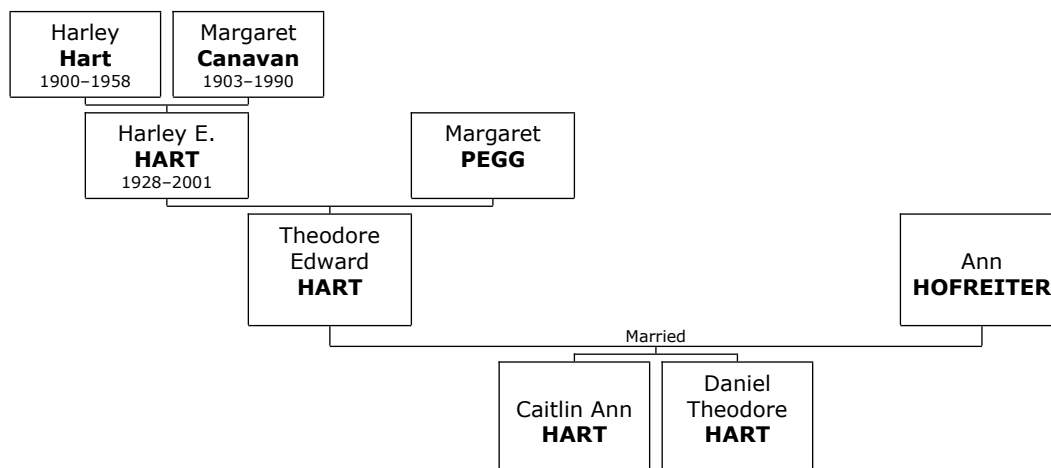 Harley
Hart
1900–1958
Margaret
Canavan
1903–1990
Harley E.
HART
1928–2001
Margaret
PEGG
Theodore
Edward
HART
Ann
HOFREITER
Married
Caitlin Ann
HART
Daniel
Theodore
HART